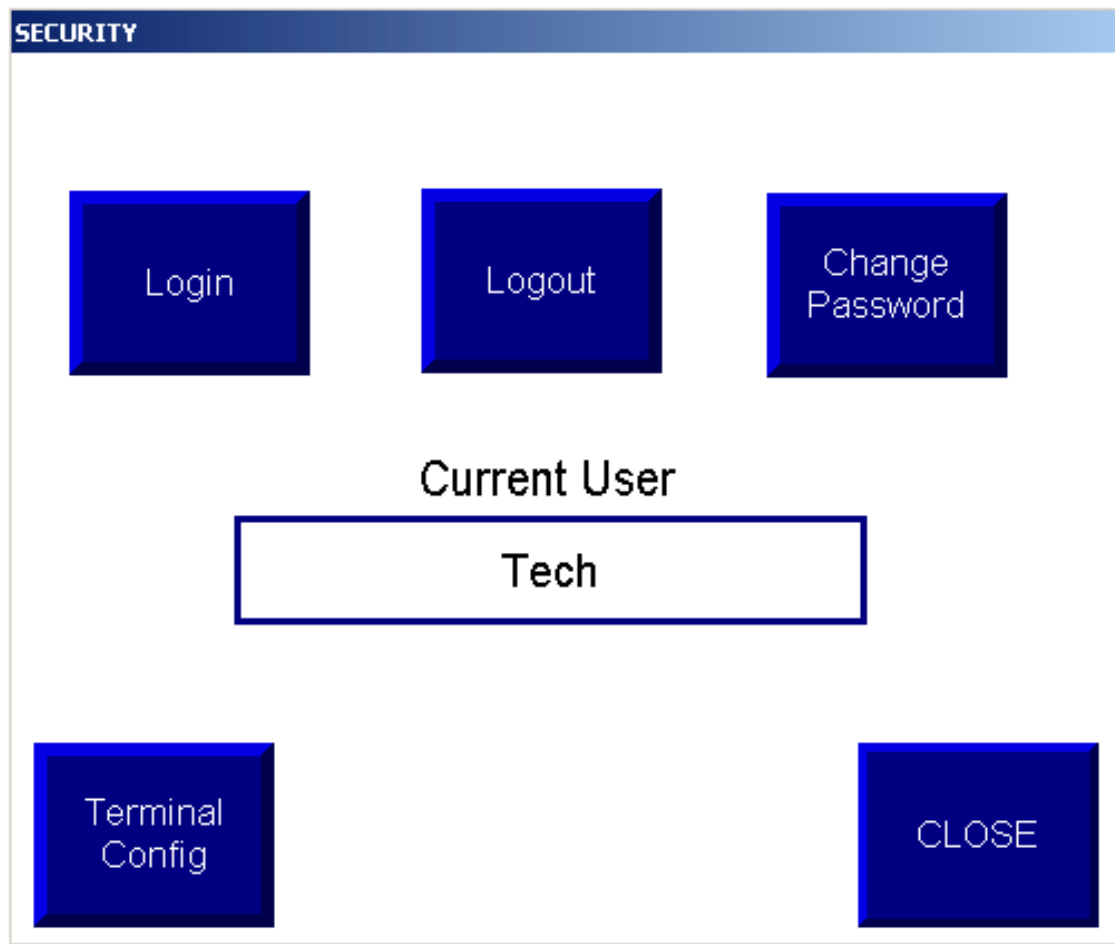 SECURITY
Login
Logout
Change
Password
Current User
Tech
Terminal
Config
CLOSE